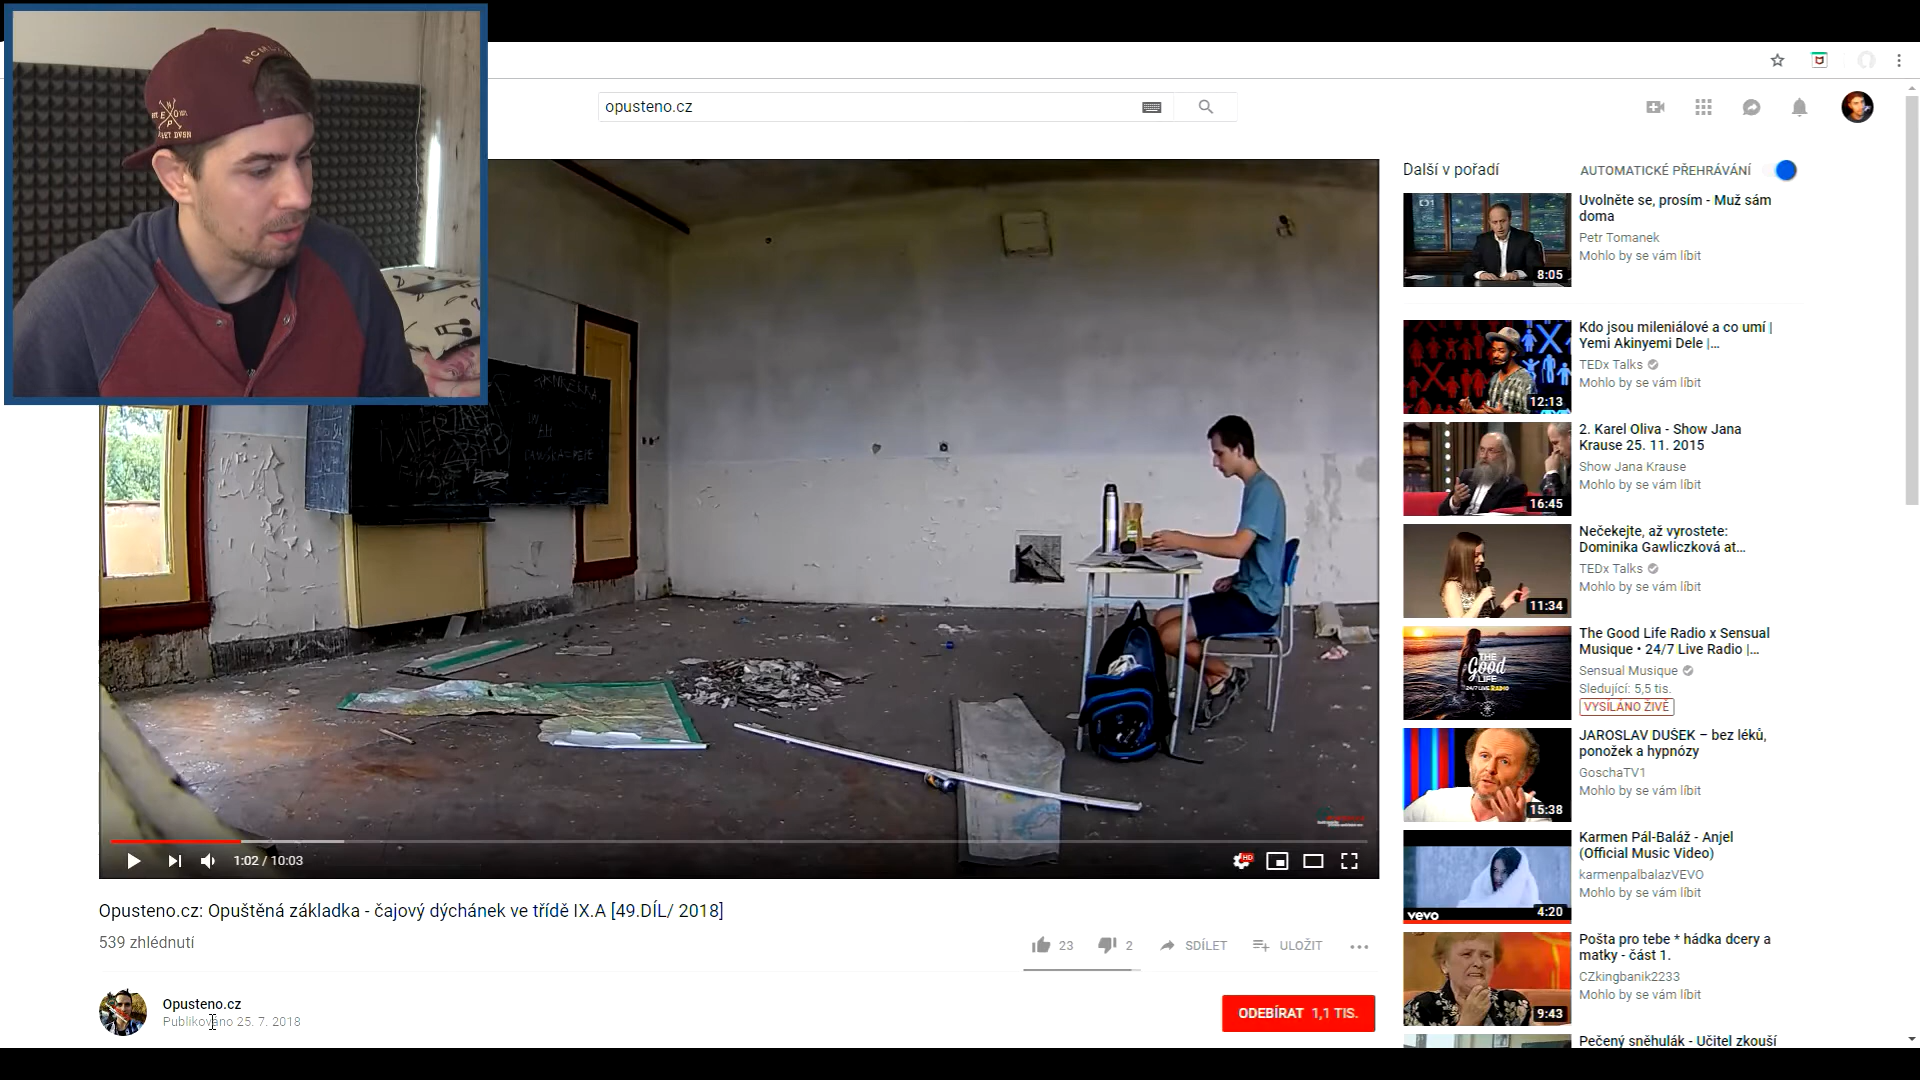 MCML
opusteno.cz
Další v pořadí
AUTOMATICKÉ PŘEHRÁVÁNÍ
Uvolněte se, prosím - Muž sám
doma
Petr Tomanek
Mohlo by se vám líbit
8:05
Kdo jsou mileniálové a co umí |
Yemi Akinyemi Dele |...
TEDx Talks
Mohlo by se vám líbit
12:13
2. Karel Oliva - Show Jana
Krause 25. 11. 2015
Show Jana Krause
Mohlo by se vám líbit
16:45
Nečekejte, až vyrostete:
Dominika Gawliczková at...
TEDx Talks
Mohlo by se vám líbit
11:34
The Good Life Radio x Sensual
Musique • 24/7 Live Radio |...
Sensual Musique
Sledující: 5,5 tis.
VYSÍLÁNO ŽIVĚ
THE
Good
LIFE
24/7 LIVE RADIO
JAROSLAV DUŠEK – bez léků,
ponožek a hypnózy
GoschaTV1
Mohlo by se vám líbit
15:38
Karmen Pál-Baláž - Anjel
(Official Music Video)
karmenpalbalazVEVO
Mohlo by se vám líbit
vevo
4:20
Pošta pro tebe * hádka dcery a
matky - část 1.
CZkingbanik2233
Mohlo by se vám líbit
9:43
Pečený sněhulák - Učitel zkouší
1:02 / 10:03
HD
Opusteno.cz: Opuštěná základka - čajový dýchánek ve třídě IX.A [49.DÍL/ 2018]
539 zhlédnutí
23
2
SDÍLET
ULOŽIT
Opusteno.cz
Publikováno 25. 7. 2018
ODEBÍRAT 1,1 TIS.